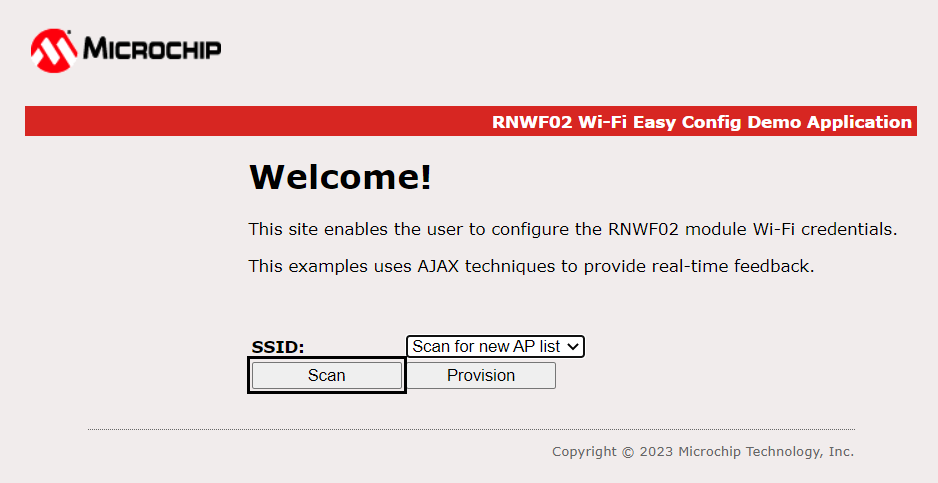 MICROCHIP
RNWF02 Wi-Fi Easy Config Demo Application
Welcome!
This site enables the user to configure the RNWF02 module Wi-Fi credentials.
This examples uses AJAX techniques to provide real-time feedback.
SSID: Scan for new AP list
Scan Provision
Copyright © 2023 Microchip Technology, Inc.